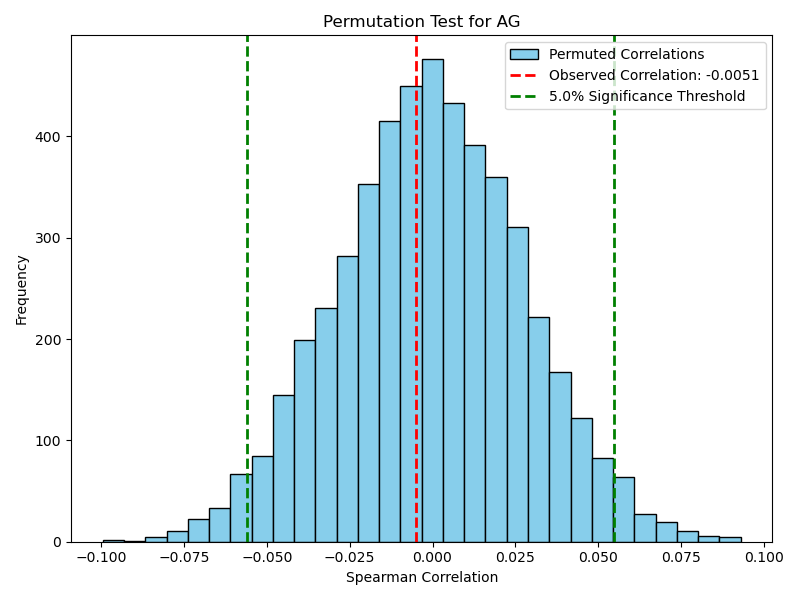 Permutation Test for AG
Permuted Correlations
Observed Correlation: -0.0051
5.0% Significance Threshold
Frequency
400
300
200
100
0
−0.100 −0.075 −0.050 −0.025 0.000 0.025 0.050 0.075 0.100
Spearman Correlation